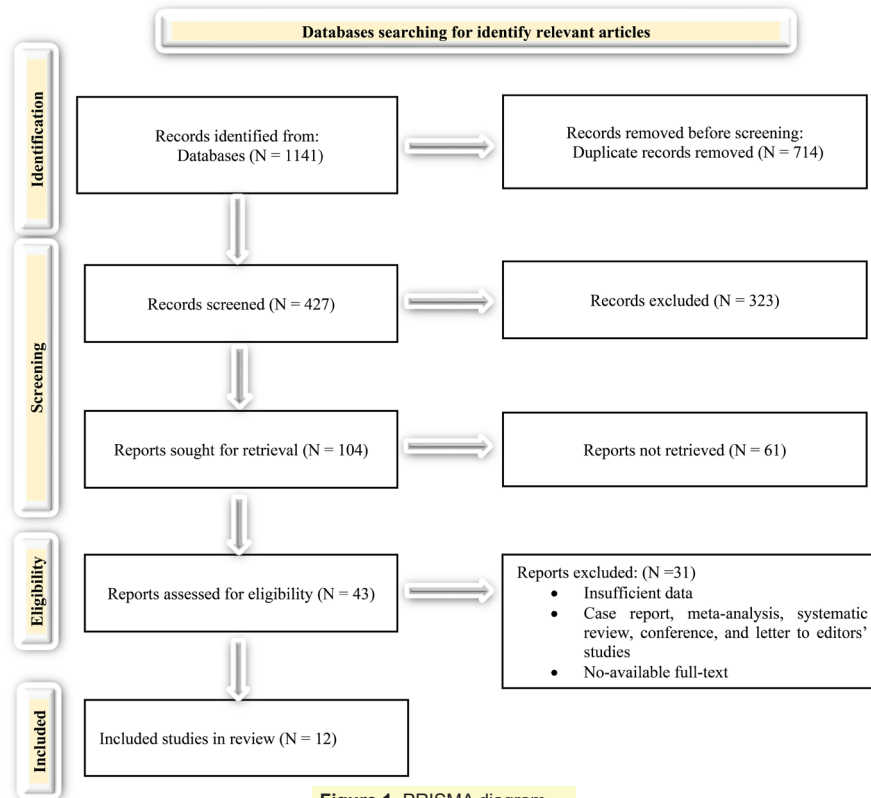 Databases searching for identify relevant articles
Identification
Records identified from:
Databases (N = 1141)
Records removed before screening:
Duplicate records removed (N = 714)
Screening
Records screened (N = 427)
Records excluded (N = 323)
Reports sought for retrieval (N = 104)
Reports not retrieved (N = 61)
Eligibility
Reports assessed for eligibility (N = 43)
Reports excluded: (N =31)
• Insufficient data
• Case report, meta-analysis, systematic
review, conference, and letter to editors’
studies
• No-available full-text
Included
Included studies in review (N = 12)
Figure 1. PRISMA diagram